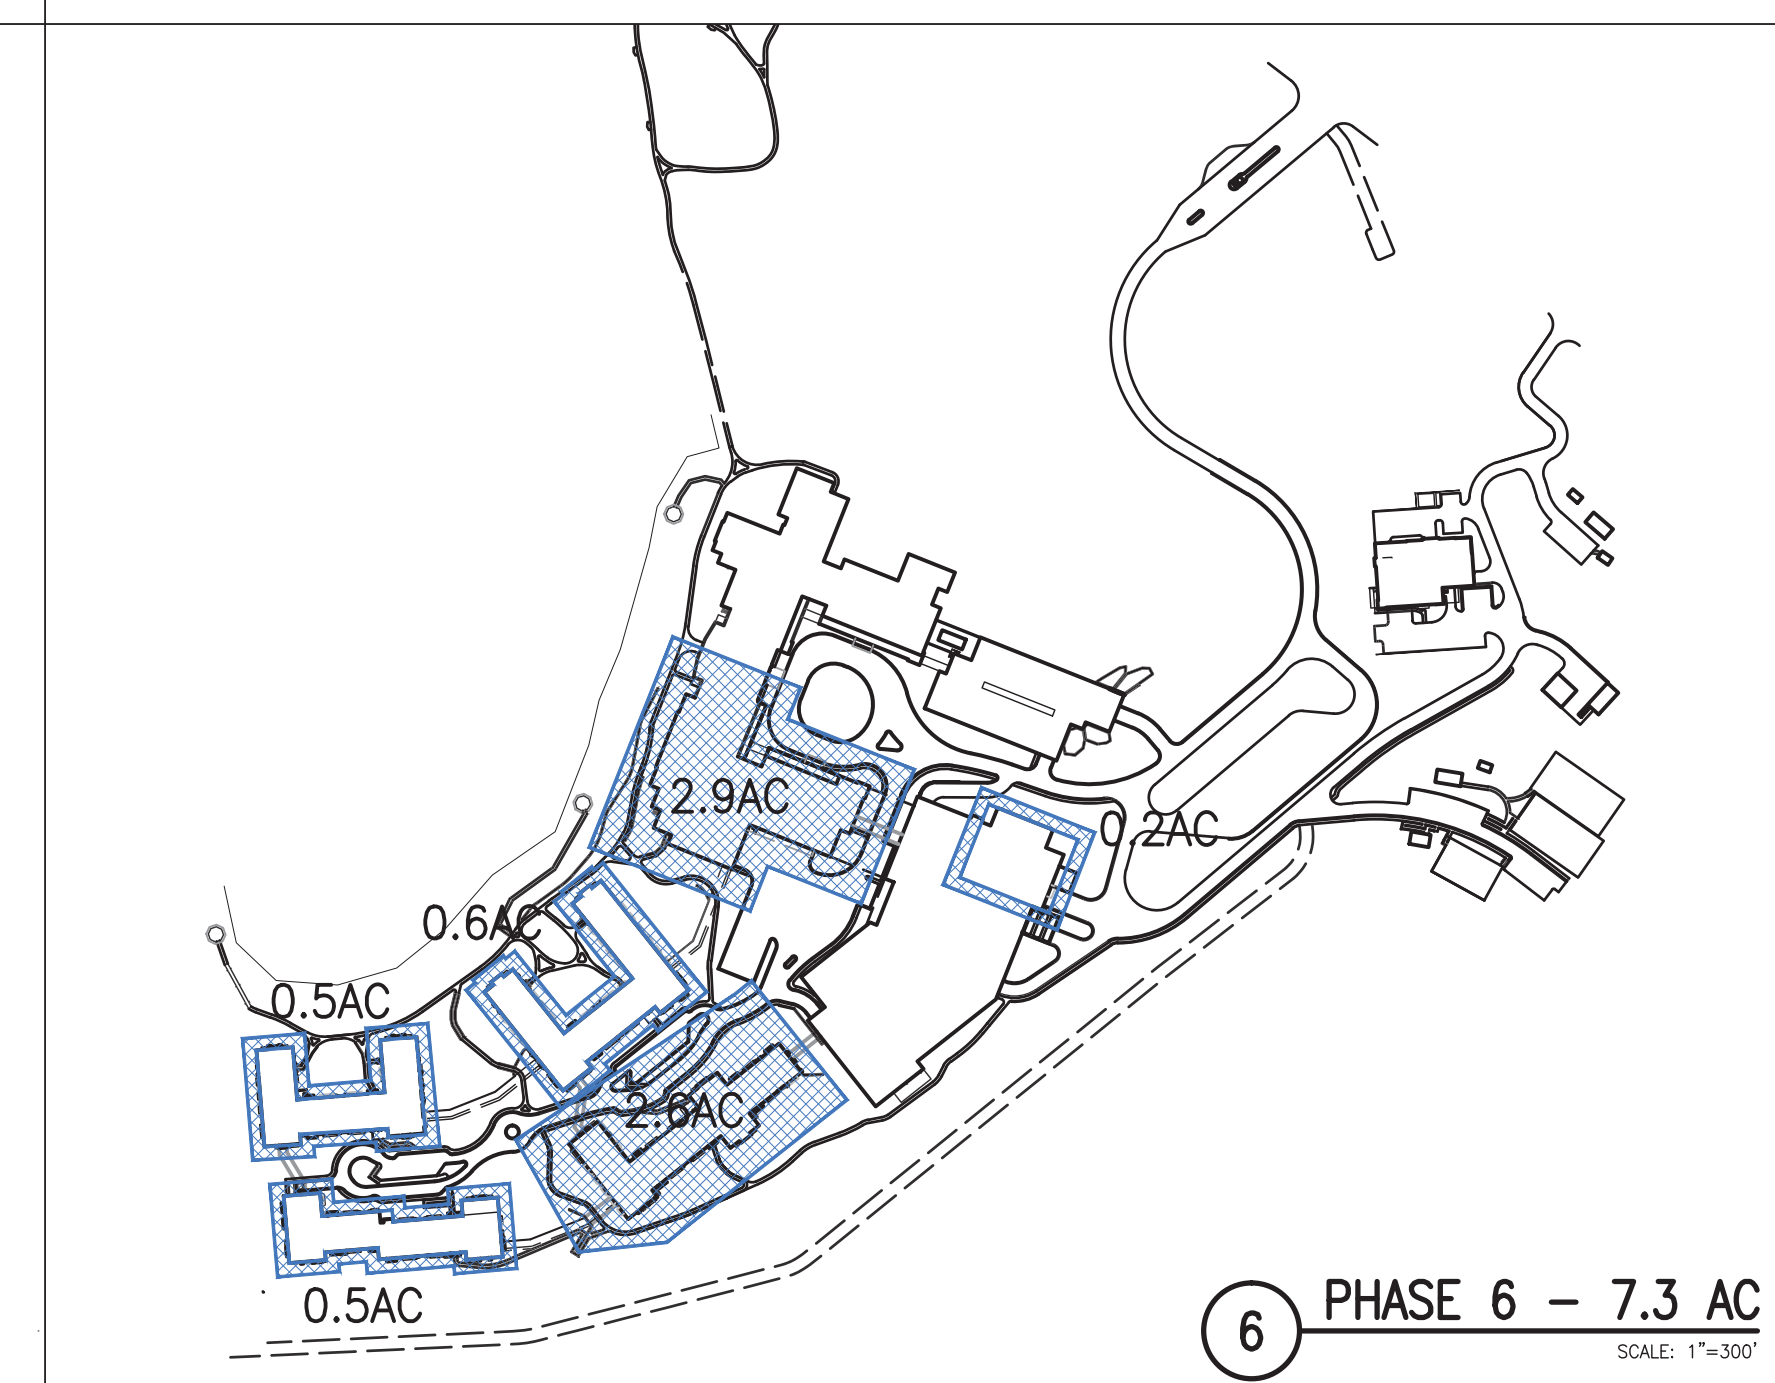 2.9AC
0.2AC
0.6AC
0.5AC
2.6AC
0.5AC
6
PHASE 6 – 7.3 AC
SCALE: 1"=300'